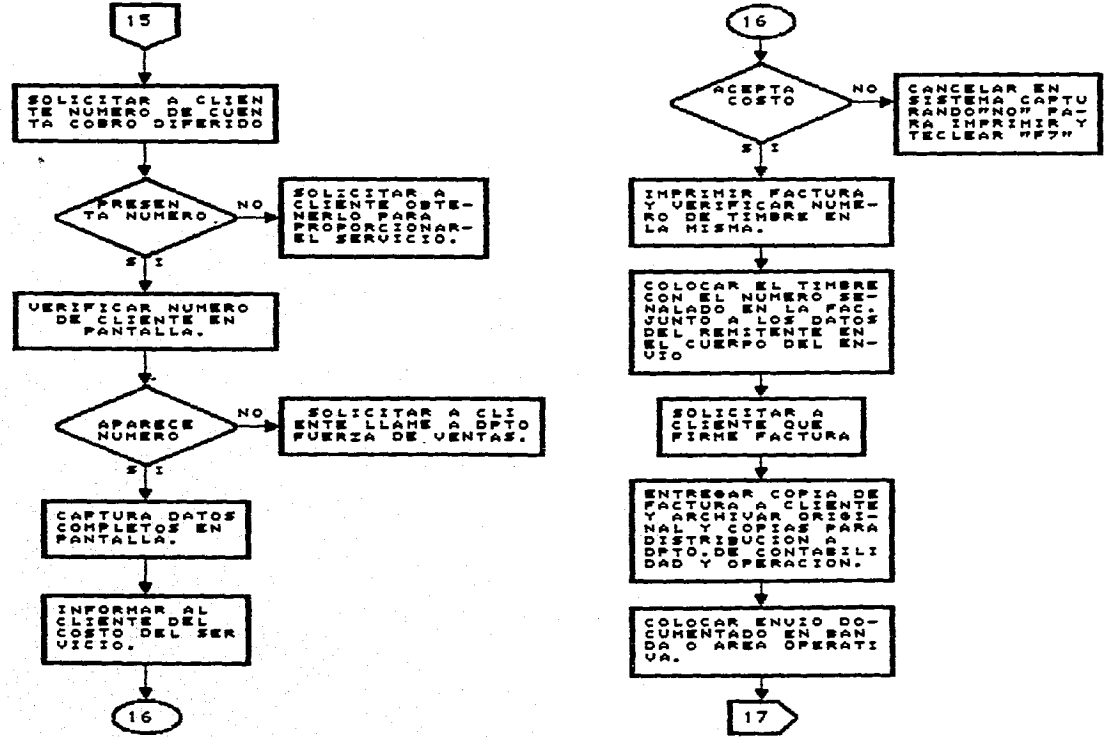 15
SOLICITAR A CLIEN
TE NUMERO DE CUEN
TA COBRO DIFERIDO
PRESEN
TA NUMERO
NO
SOLICITAR A
CLIENTE OBTE-
NERLO PARA
PROPORCIONAR-
EL SERVICIO.
SI
VERIFICAR NUMERO
DE CLIENTE EN
PANTALLA.
APARECE
NUMERO
NO
SOLICITAR A CLI
ENTE LLAME A DPTO
FUERZA DE VENTAS.
SI
CAPTURA DATOS
COMPLETOS EN
PANTALLA.
INFORMAR AL
CLIENTE DEL
COSTO DEL SER
VICIO.
16
16
ACEPTA
COSTO
NO
CANCELAR EN
SISTEMA CAPTU
RANDO"NO" PA-
RA IMPRIMIR Y
TECLEAR "F7"
SI
IMPRIMIR FACTURA
Y VERIFICAR NUME-
RO DE TIMBRE EN
LA MISMA.
COLOCAR EL TIMBRE
CON EL NUMERO SE-
NALADO EN LA FAC.
JUNTO A LOS DATOS
DEL REMITENTE EN
EL CUERPO DEL EN-
VIO
SOLICITAR A
CLIENTE QUE
FIRME FACTURA
ENTREGAR COPIA DE
FACTURA A CLIENTE
Y ARCHIVAR ORIGI-
NAL Y COPIAS PARA
DISTRIBUCION A
DPTO.DE CONTABILI
DAD Y OPERACION.
COLOCAR ENVIO DO-
CUMENTADO EN BAN-
DA O AREA OPERATI
VA.
17